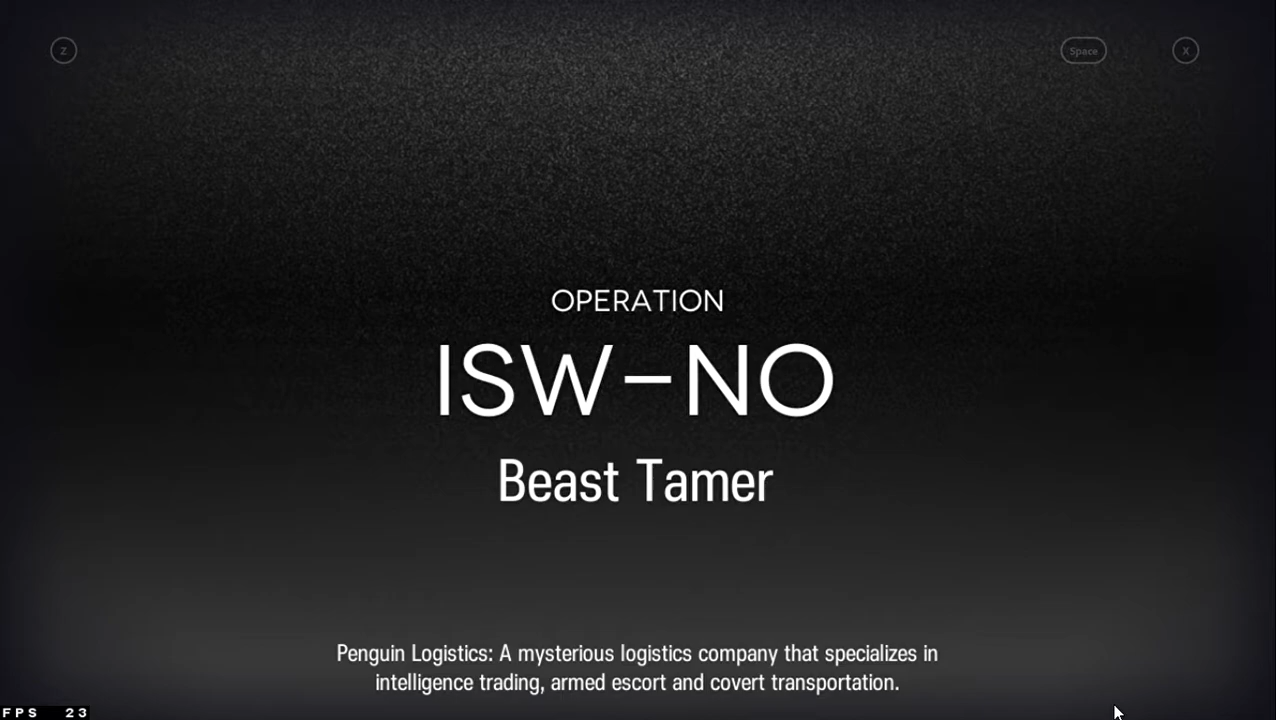 Z
Space
X
OPERATION
ISW-NO
Beast Tamer
Penguin Logistics: A mysterious logistics company that specializes in
intelligence trading, armed escort and covert transportation.
FPS 23